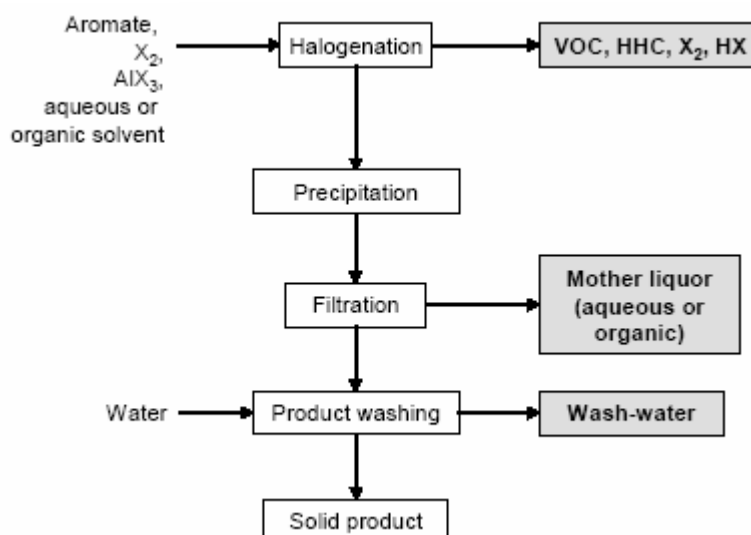 Aromate,
X2,
AlX3,
aqueous or
organic solvent
Halogenation
VOC, HHC, X2, HX
Precipitation
Filtration
Mother liquor
(aqueous or
organic)
Water
Product washing
Wash-water
Solid product